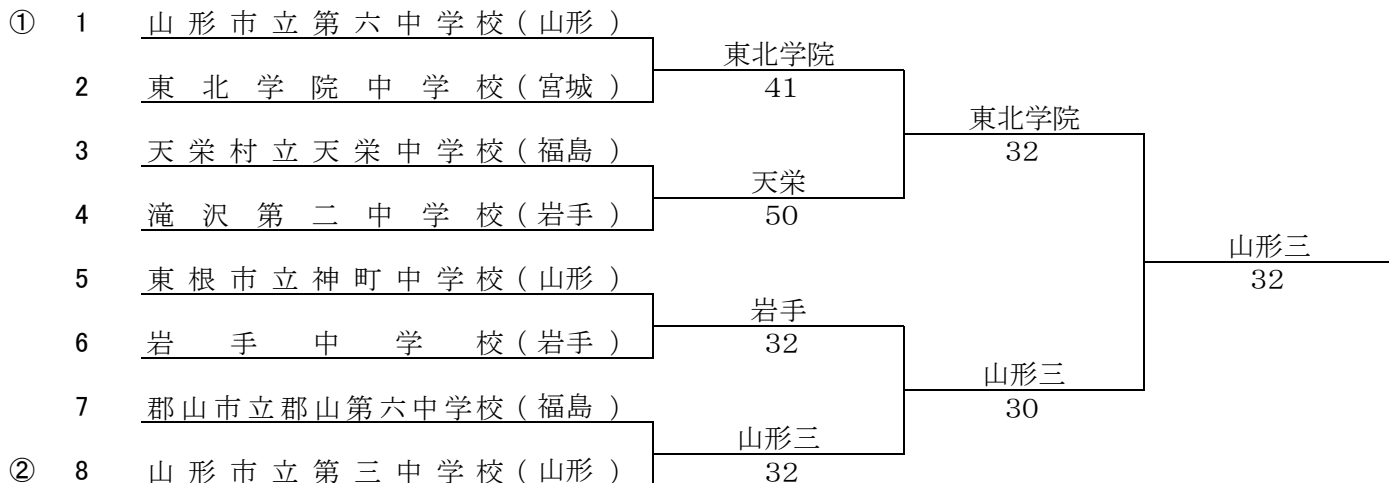 ① 1 山形市立第六中学校(山形)
東北学院
2 東北学院中学校(宮城)
41
東北学院
3 天栄村立天栄中学校(福島)
32
天栄
4 滝沢第二中学校(岩手)
50
山形三
5 東根市立神町中学校(山形)
32
岩手
6 岩手中学校(岩手)
32
山形三
7 郡山市立郡山第六中学校(福島)
30
山形三
② 8 山形市立第三中学校(山形)
32